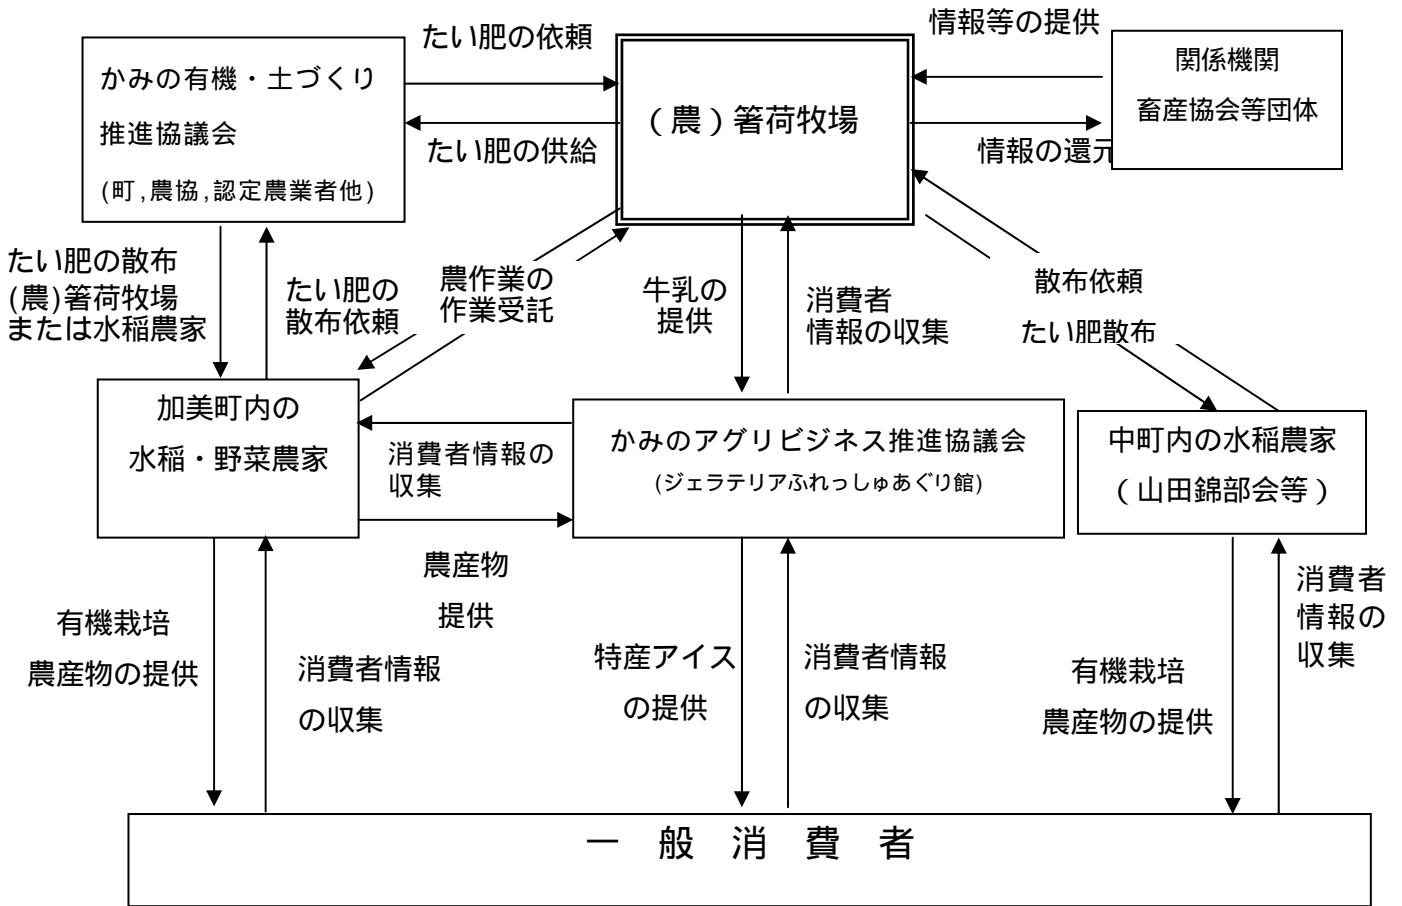 たい肥の依頼
情報等の提供
かみの有機・土づくり
推進協議会
(町,農協,認定農業者他)
（農）箸荷牧場
関係機関
畜産協会等団体
たい肥の供給
情報の還元
たい肥の散布
(農)箸荷牧場
または水稲農家
たい肥の
散布依頼
農作業の
作業受託
牛乳の
提供
消費者
情報の収集
散布依頼
たい肥散布
加美町内の
水稲・野菜農家
消費者情報の
収集
かみのアグリビジネス推進協議会
(ジェラテリアふれっしゅあぐり館)
中町内の水稲農家
（山田錦部会等）
農産物
提供
有機栽培
農産物の提供
消費者情報
の収集
特産アイス
の提供
消費者情報
の収集
有機栽培
農産物の提供
消費者
情報の
収集
一般消費者